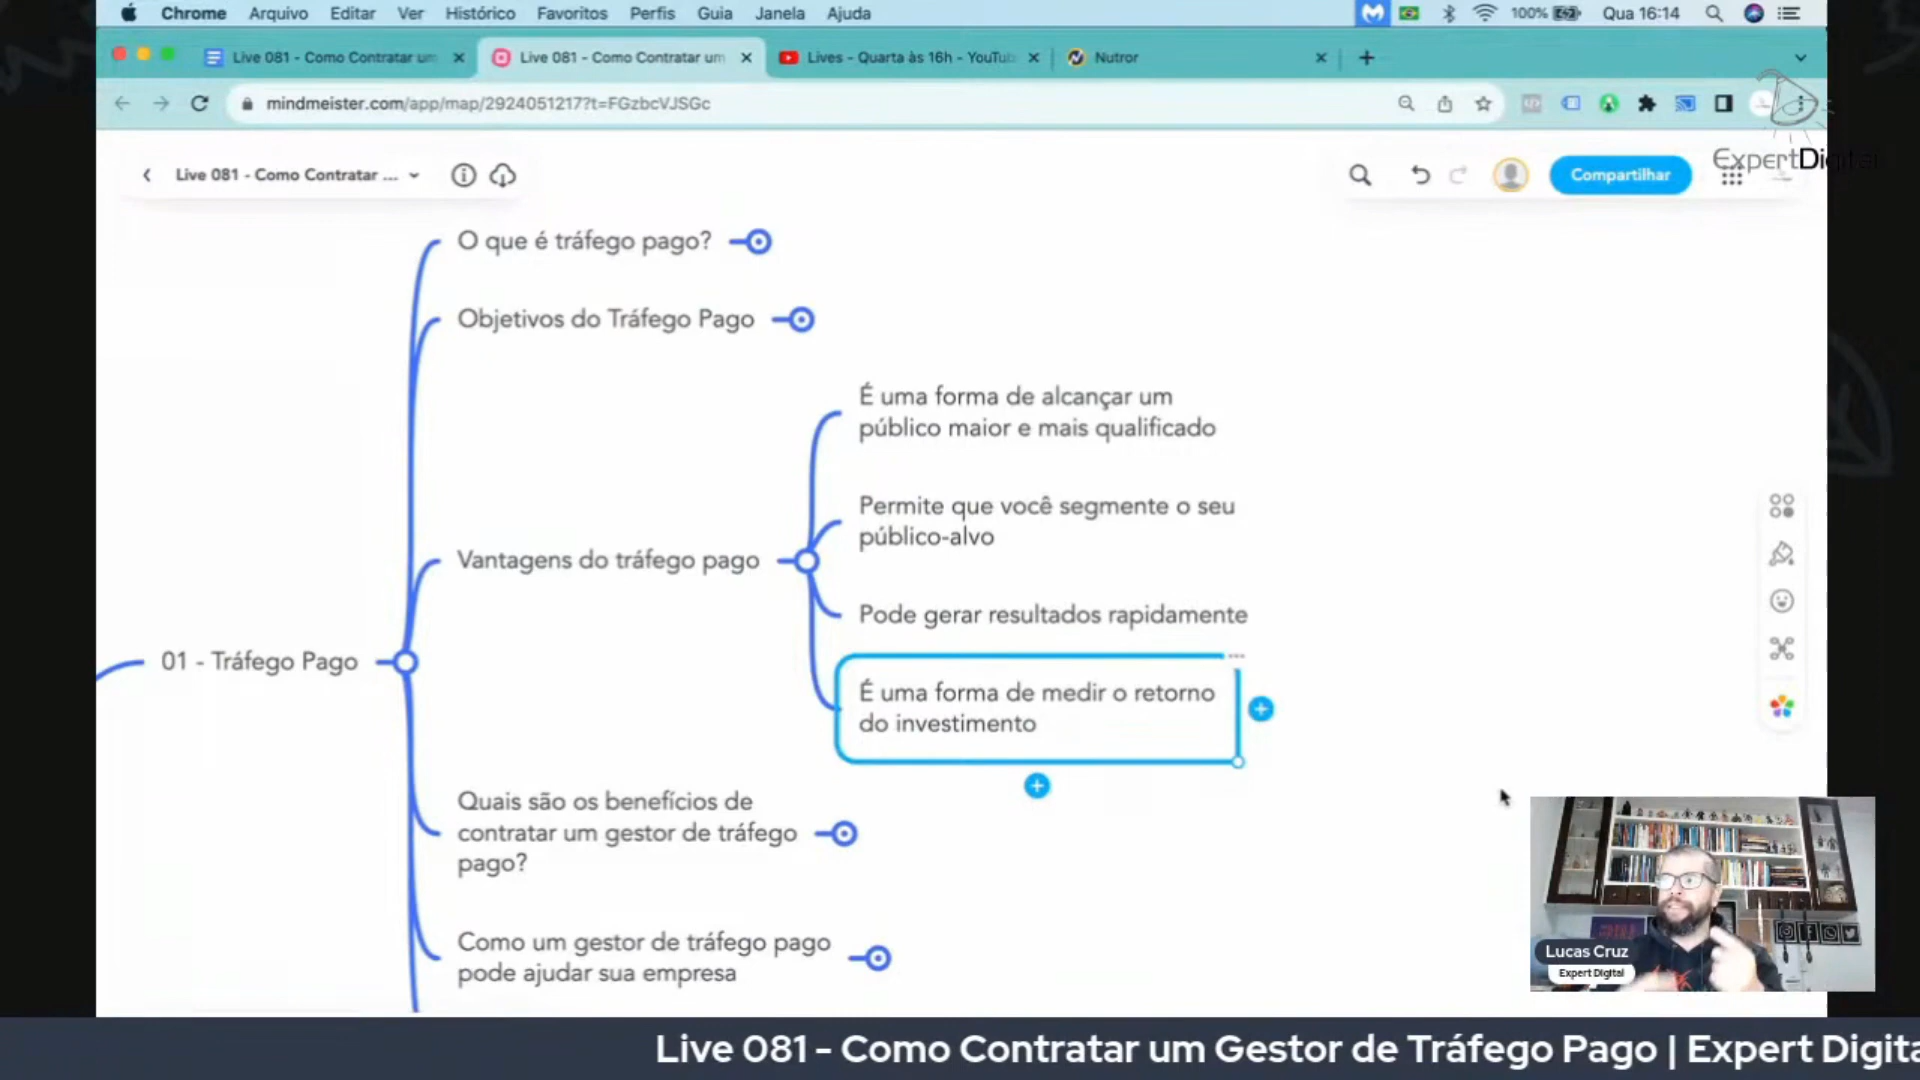 Chrome Arquivo Editar Ver Histórico Favoritos Perfis Guia Janela Ajuda 100% Qua 16:14
Live 081 - Como Contratar um Live 081 - Como Contratar um Lives - Quarta às 16h - YouTub Nutror
mindmeister.com/app/map/2924051217?t=FGzbcVJSGc
ExpertDigital
Live 081 - Como Contratar ... Compartilhar
O que é tráfego pago?
Objetivos do Tráfego Pago
É uma forma de alcançar um
público maior e mais qualificado
Permite que você segmente o seu
público-alvo
Vantagens do tráfego pago
Pode gerar resultados rapidamente
01 - Tráfego Pago
É uma forma de medir o retorno
do investimento
Quais são os benefícios de
contratar um gestor de tráfego
pago?
Como um gestor de tráfego pago
pode ajudar sua empresa
Lucas Cruz
Expert Digital
Live 081 - Como Contratar um Gestor de Tráfego Pago | Expert Digita